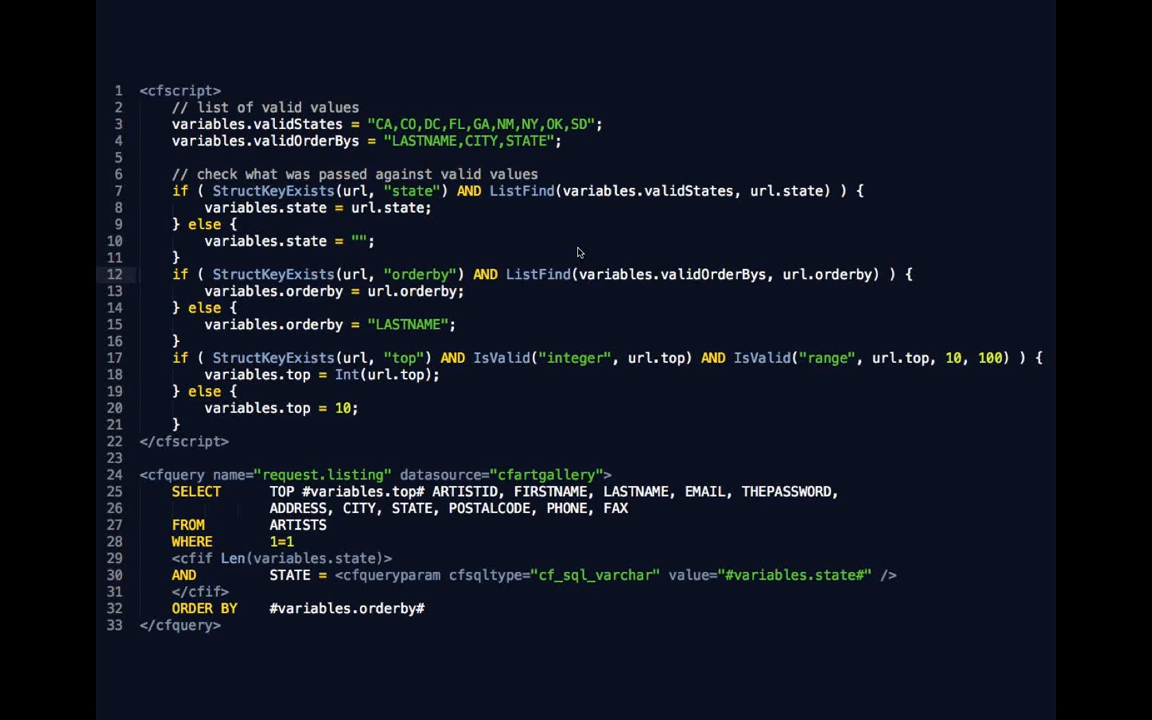 1 <cfscript>
2 // list of valid values
3 variables.validStates = "CA,CO,DC,FL,GA,NM,NY,OK,SD";
4 variables.validOrderBys = "LASTNAME,CITY,STATE";
5
6 // check what was passed against valid values
7 if ( StructKeyExists(url, "state") AND ListFind(variables.validStates, url.state) ) {
8 variables.state = url.state;
9 } else {
10 variables.state = "";
11 }
12 if ( StructKeyExists(url, "orderby") AND ListFind(variables.validOrderBys, url.orderby) ) {
13 variables.orderby = url.orderby;
14 } else {
15 variables.orderby = "LASTNAME";
16 }
17 if ( StructKeyExists(url, "top") AND IsValid("integer", url.top) AND IsValid("range", url.top, 10, 100) ) {
18 variables.top = Int(url.top);
19 } else {
20 variables.top = 10;
21 }
22 </cfscript>
23
24 <cfquery name="request.listing" datasource="cfartgallery">
25 SELECT TOP #variables.top# ARTISTID, FIRSTNAME, LASTNAME, EMAIL, THEPASSWORD,
26 ADDRESS, CITY, STATE, POSTALCODE, PHONE, FAX
27 FROM ARTISTS
28 WHERE 1=1
29 <cfif Len(variables.state)>
30 AND STATE = <cfqueryparam cfsqltype="cf_sql_varchar" value="#variables.state#" />
31 </cfif>
32 ORDER BY #variables.orderby#
33 </cfquery>